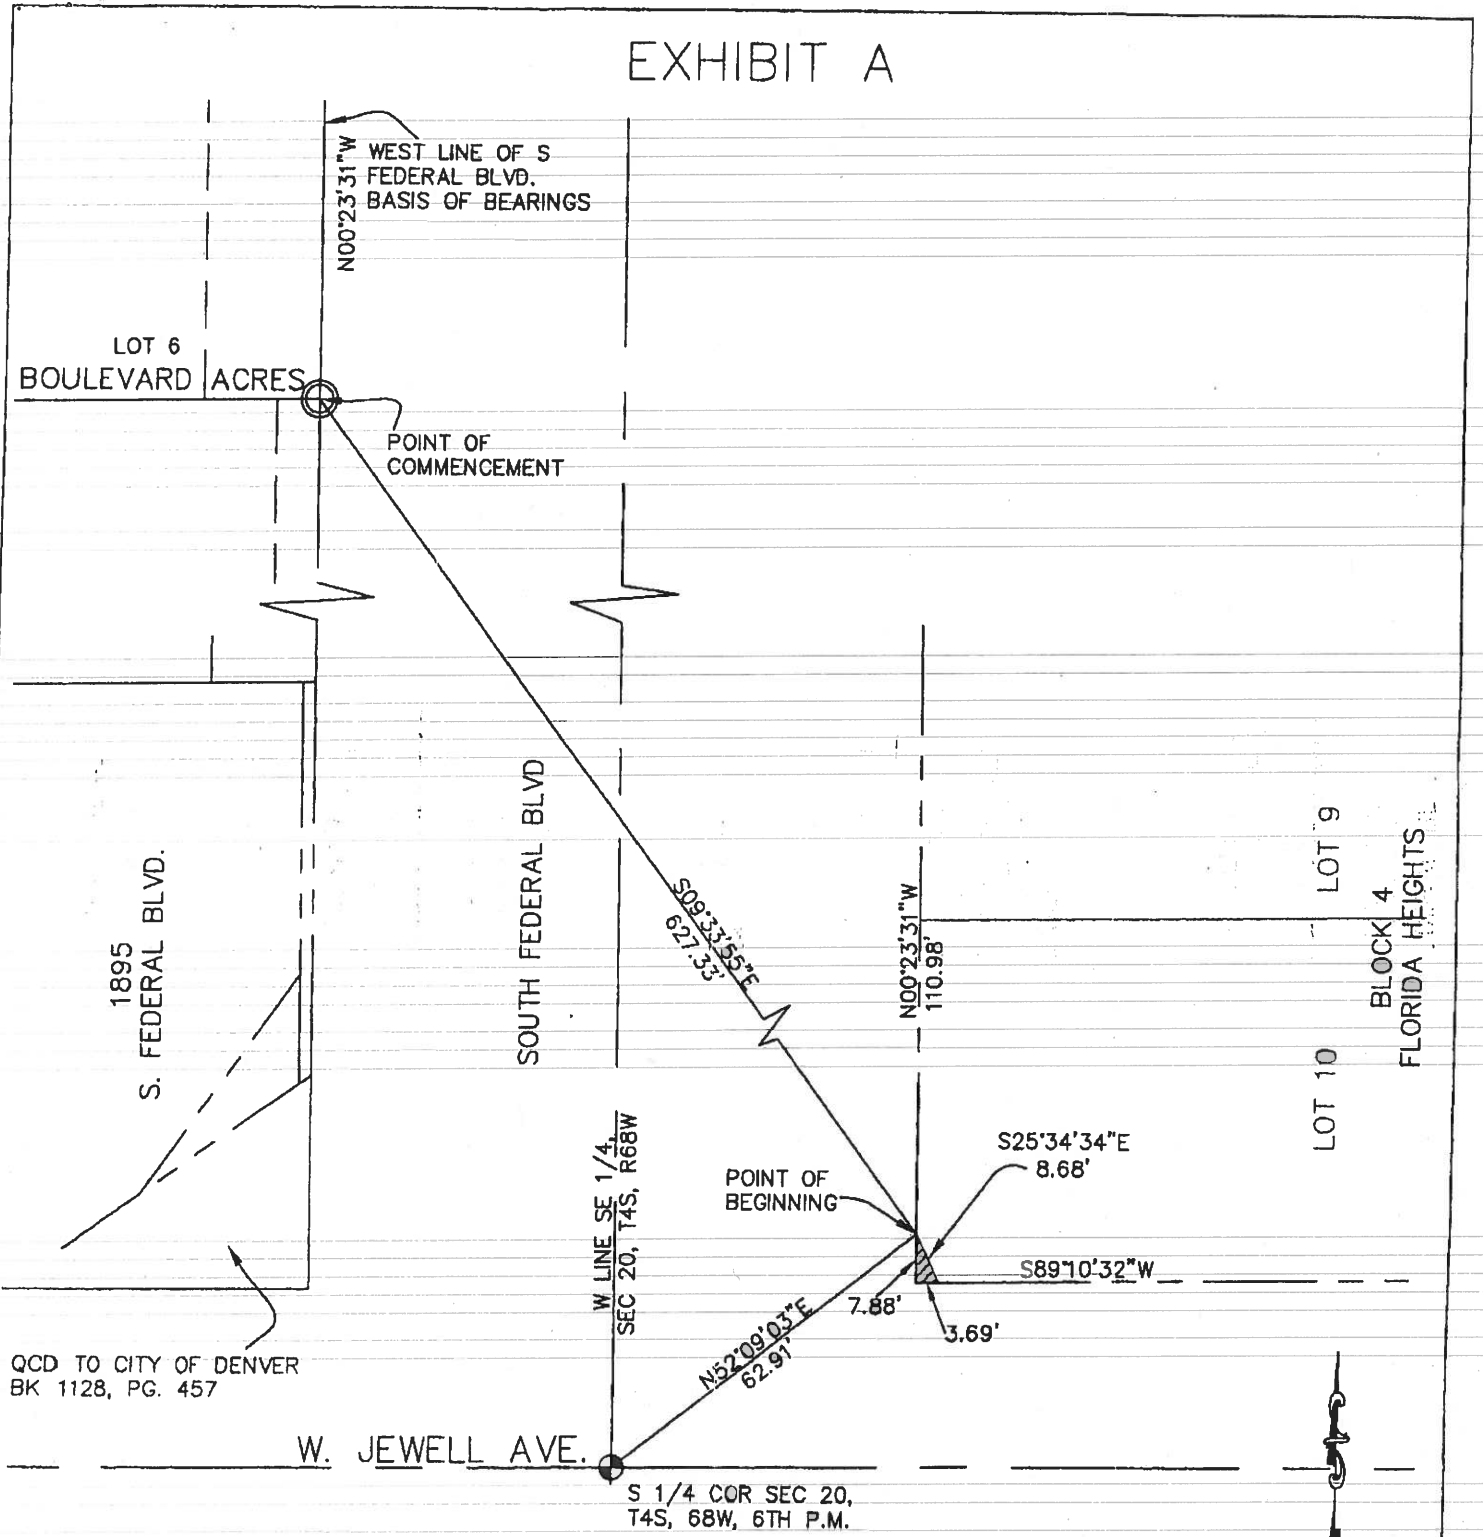 EXHIBIT A
N00°23'31"W
WEST LINE OF S
FEDERAL BLVD.
BASIS OF BEARINGS
LOT 6
BOULEVARD ACRES
POINT OF
COMMENCEMENT
1895
S. FEDERAL BLVD.
SOUTH FEDERAL BLVD
S09°33'55"E
627.33'
N00°23'31"W
110.98'
LOT 9
BLOCK 4
FLORIDA HEIGHTS
LOT 10
W LINE SE 1/4,
SEC 20, T4S, R68W
POINT OF
BEGINNING
S25°34'34"E
8.68'
S89°10'32"W
7.88'
3.69'
N52°09'03"E
62.91'
QCD TO CITY OF DENVER
BK 1128, PG. 457
W. JEWELL AVE.
S 1/4 COR SEC 20,
T4S, 68W, 6TH P.M.